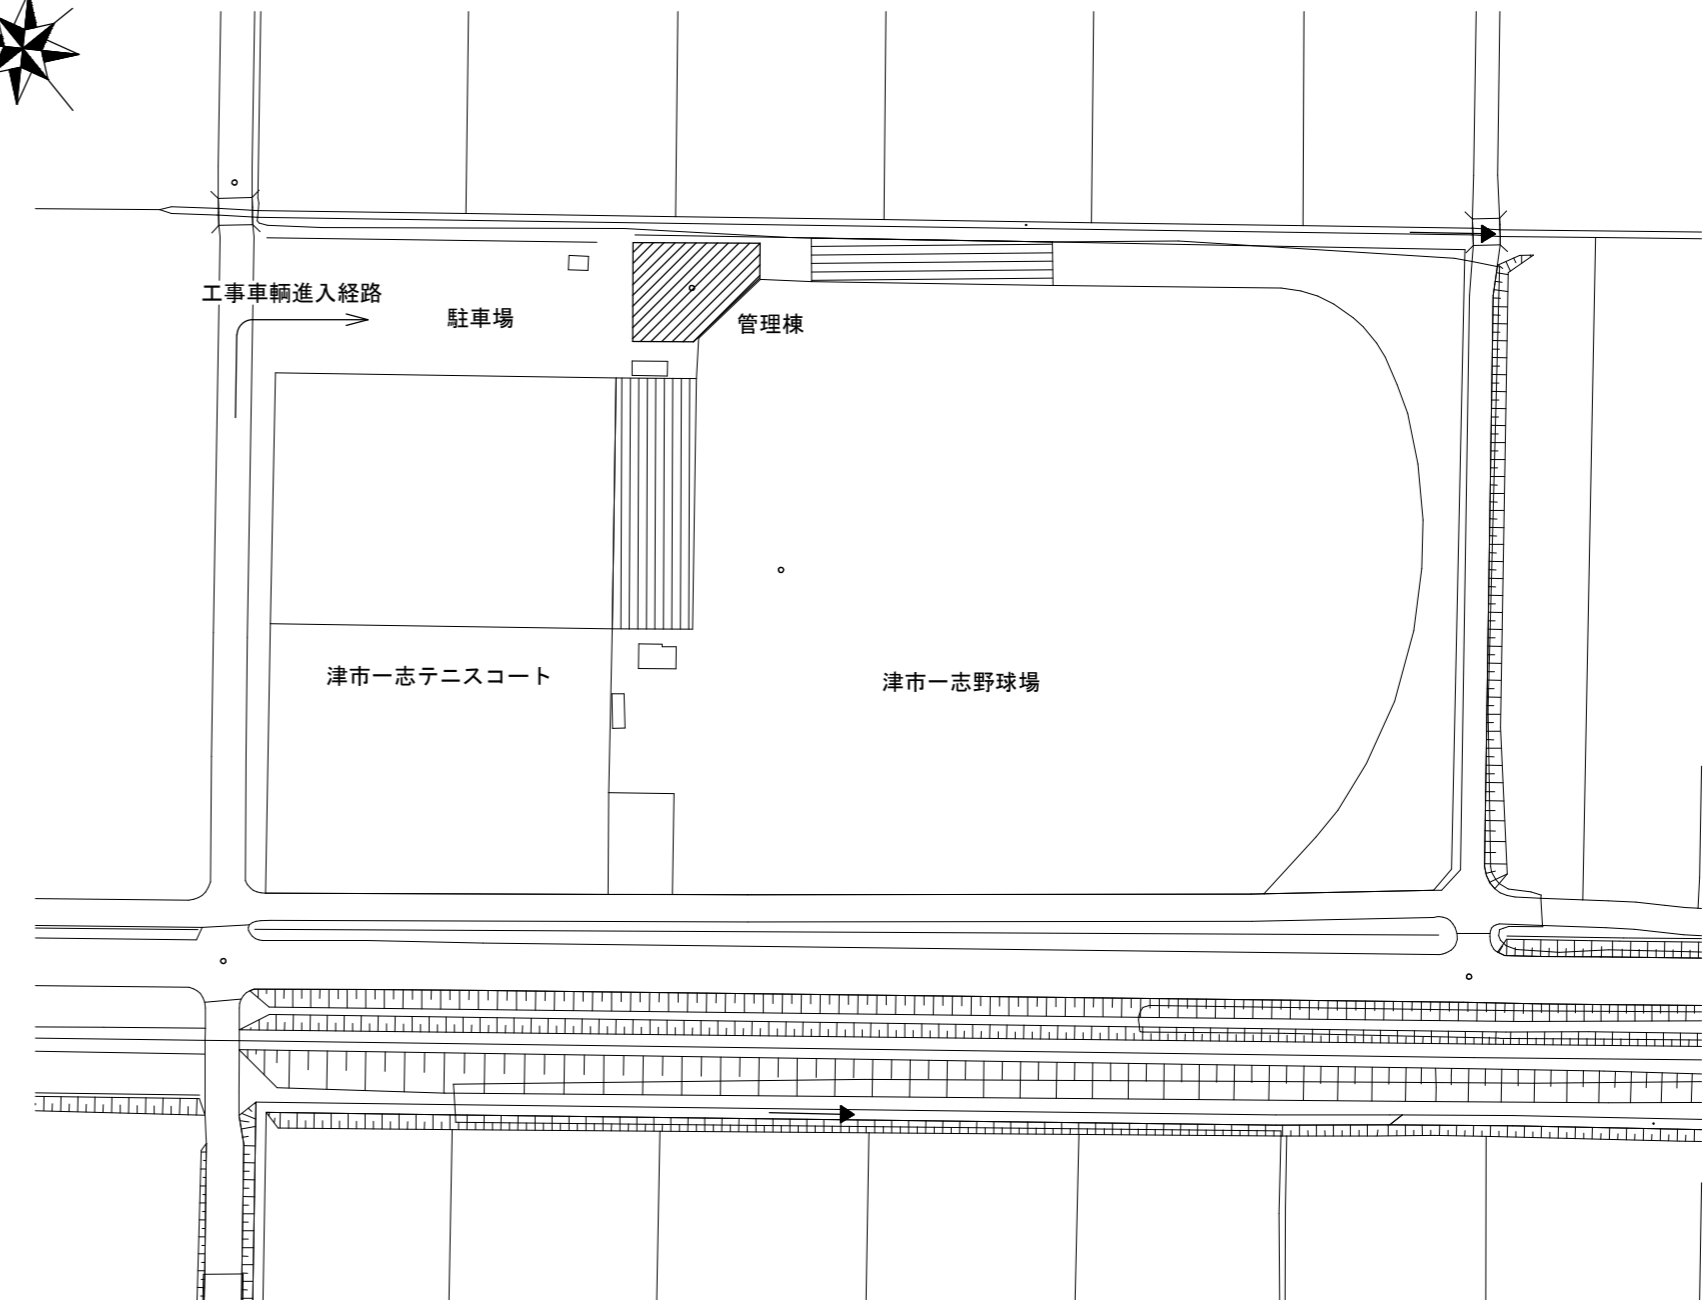 工事車輌進入経路
駐車場
管理棟
津市一志テニスコート
津市一志野球場